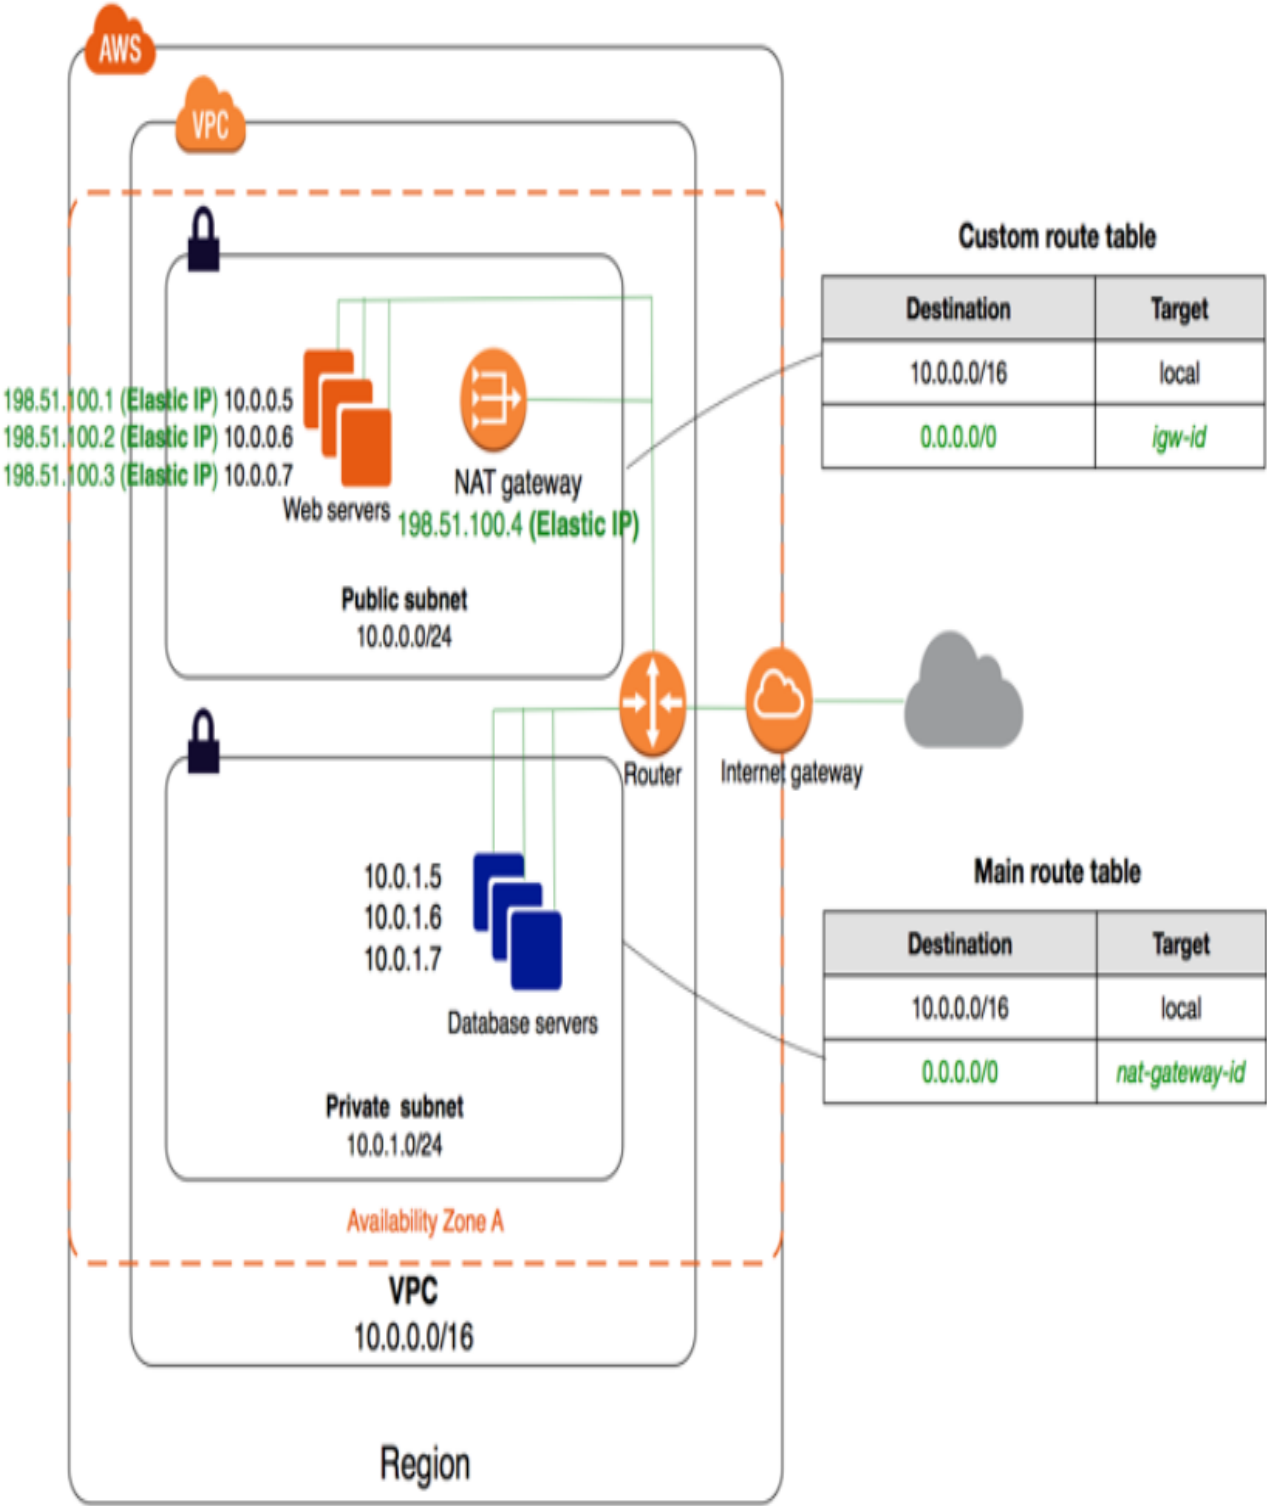 AWS
VPC
Custom route table
Destination Target
10.0.0.0/16 local
0.0.0.0/0 igw-id
198.51.100.1 (Elastic IP) 10.0.0.5
198.51.100.2 (Elastic IP) 10.0.0.6
198.51.100.3 (Elastic IP) 10.0.0.7
Web servers
NAT gateway
198.51.100.4 (Elastic IP)
Public subnet
10.0.0.0/24
Router
Internet gateway
10.0.1.5
10.0.1.6
10.0.1.7
Database servers
Private subnet
10.0.1.0/24
Main route table
Destination Target
10.0.0.0/16 local
0.0.0.0/0 nat-gateway-id
Availability Zone A
VPC
10.0.0.0/16
Region